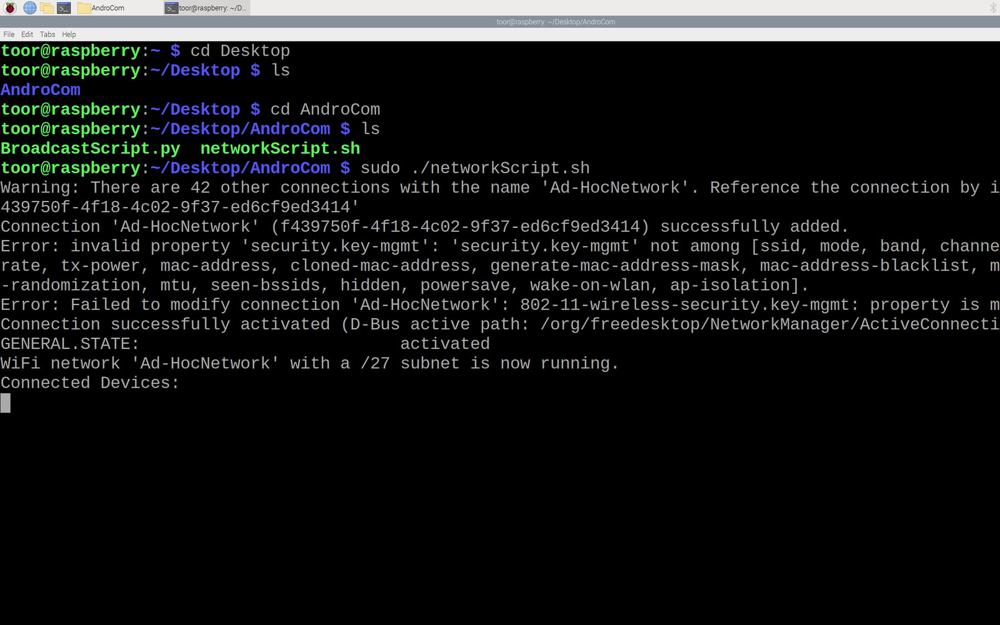 AndroCom
toor@raspberry: ~/D...
toor@raspberry: ~/Desktop/AndroCom
File Edit Tabs Help
toor@raspberry:~ $ cd Desktop
toor@raspberry:~/Desktop $ ls
AndroCom
toor@raspberry:~/Desktop $ cd AndroCom
toor@raspberry:~/Desktop/AndroCom $ ls
BroadcastScript.py  networkScript.sh
toor@raspberry:~/Desktop/AndroCom $ sudo ./networkScript.sh
Warning: There are 42 other connections with the name 'Ad-HocNetwork'. Reference the connection by i
439750f-4f18-4c02-9f37-ed6cf9ed3414'
Connection 'Ad-HocNetwork' (f439750f-4f18-4c02-9f37-ed6cf9ed3414) successfully added.
Error: invalid property 'security.key-mgmt': 'security.key-mgmt' not among [ssid, mode, band, channe
rate, tx-power, mac-address, cloned-mac-address, generate-mac-address-mask, mac-address-blacklist, m
-randomization, mtu, seen-bssids, hidden, powersave, wake-on-wlan, ap-isolation].
Error: Failed to modify connection 'Ad-HocNetwork': 802-11-wireless-security.key-mgmt: property is m
Connection successfully activated (D-Bus active path: /org/freedesktop/NetworkManager/ActiveConnecti
GENERAL.STATE:                          activated
WiFi network 'Ad-HocNetwork' with a /27 subnet is now running.
Connected Devices: